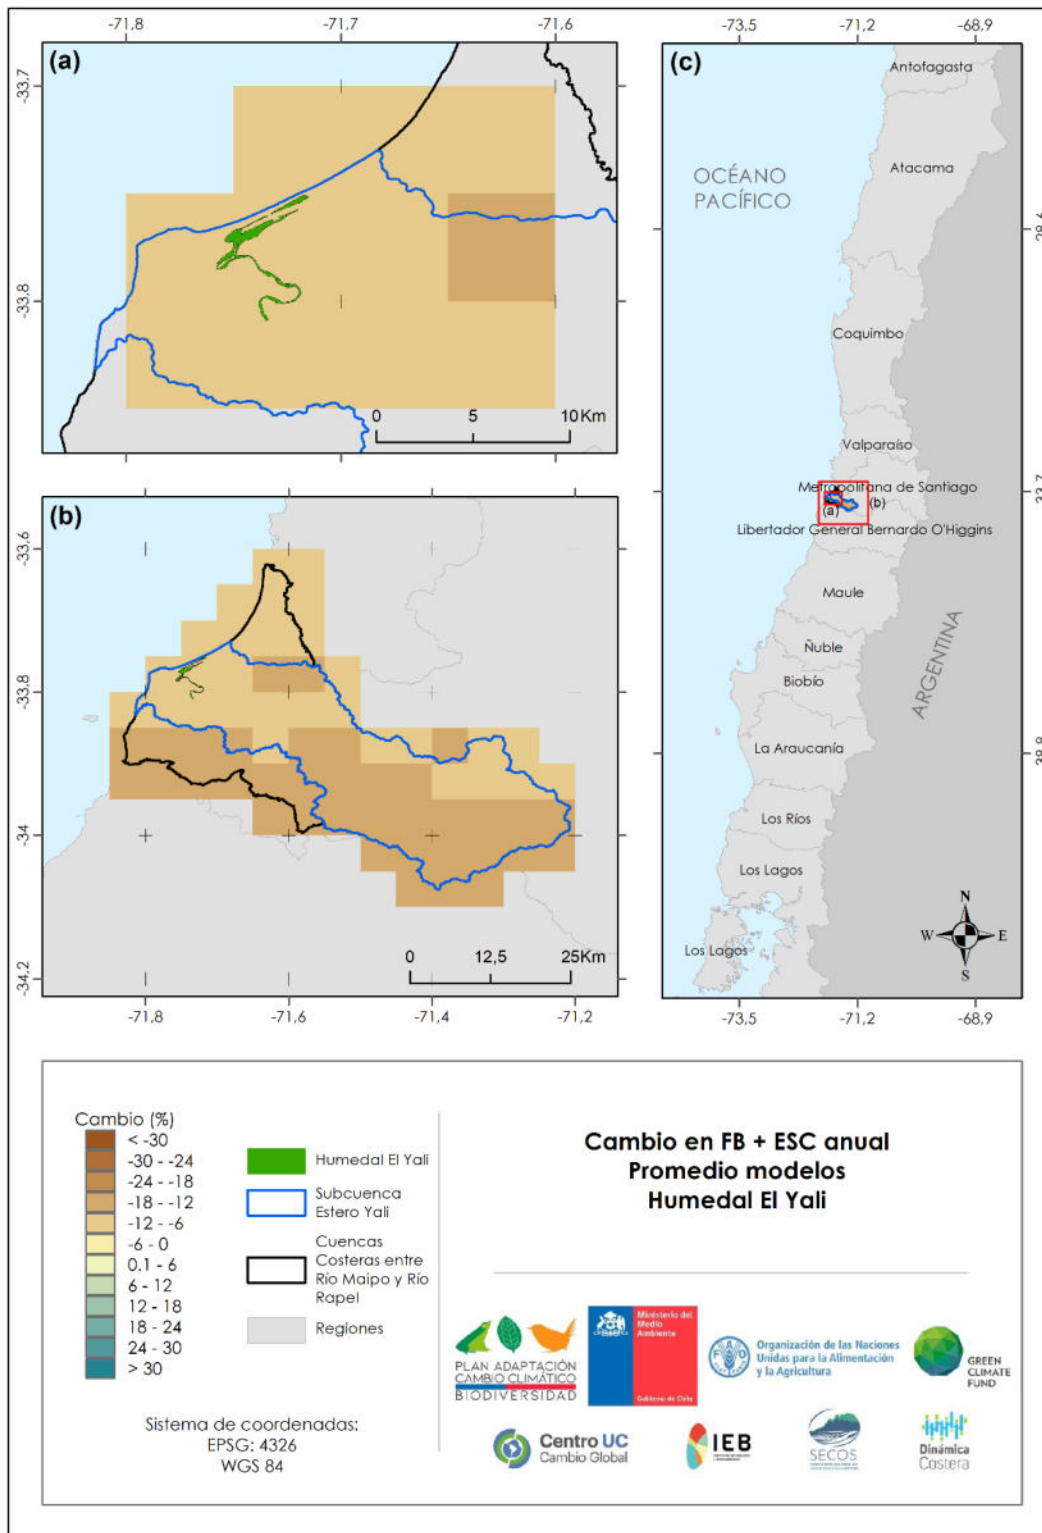 -71,8
-71,7
-71,6
(a)
-33,7
-33,8
0
5
10 Km
(b)
-33,6
-33,8
-34
-34,2
0
12,5
25 Km
-71,8
-71,6
-71,4
-71,2
-73,5
-71,2
-68,9
(c)
Antofagasta
Atacama
OCÉANO
PACÍFICO
Coquimbo
Valparaíso
Metropolitana de Santiago
(a)
(b)
Libertador General Bernardo O'Higgins
Maule
Ñuble
Biobío
ARGENTINA
La Araucanía
Los Ríos
Los Lagos
Los Lagos
N
W
E
S
-33,7
-38,8
-73,5
-71,2
-68,9
Cambio (%)
< -30
-30 - -24
-24 - -18
-18 - -12
-12 - -6
-6 - 0
0.1 - 6
6 - 12
12 - 18
18 - 24
24 - 30
> 30
Humedal El Yali
Subcuenca
Estero Yali
Cuencas
Costeras entre
Río Maipo y Río
Rapel
Regiones
Sistema de coordenadas:
EPSG: 4326
WGS 84
Cambio en FB + ESC anual
Promedio modelos
Humedal El Yali
PLAN ADAPTACIÓN
CAMBIO CLIMÁTICO
BIODIVERSIDAD
Ministerio del
Medio
Ambiente
Gobierno de Chile
FAO
Organización de las Naciones
Unidas para la Alimentación
y la Agricultura
GREEN
CLIMATE
FUND
Centro UC
Cambio Global
IEB
SECOS
Dinámica
Costera